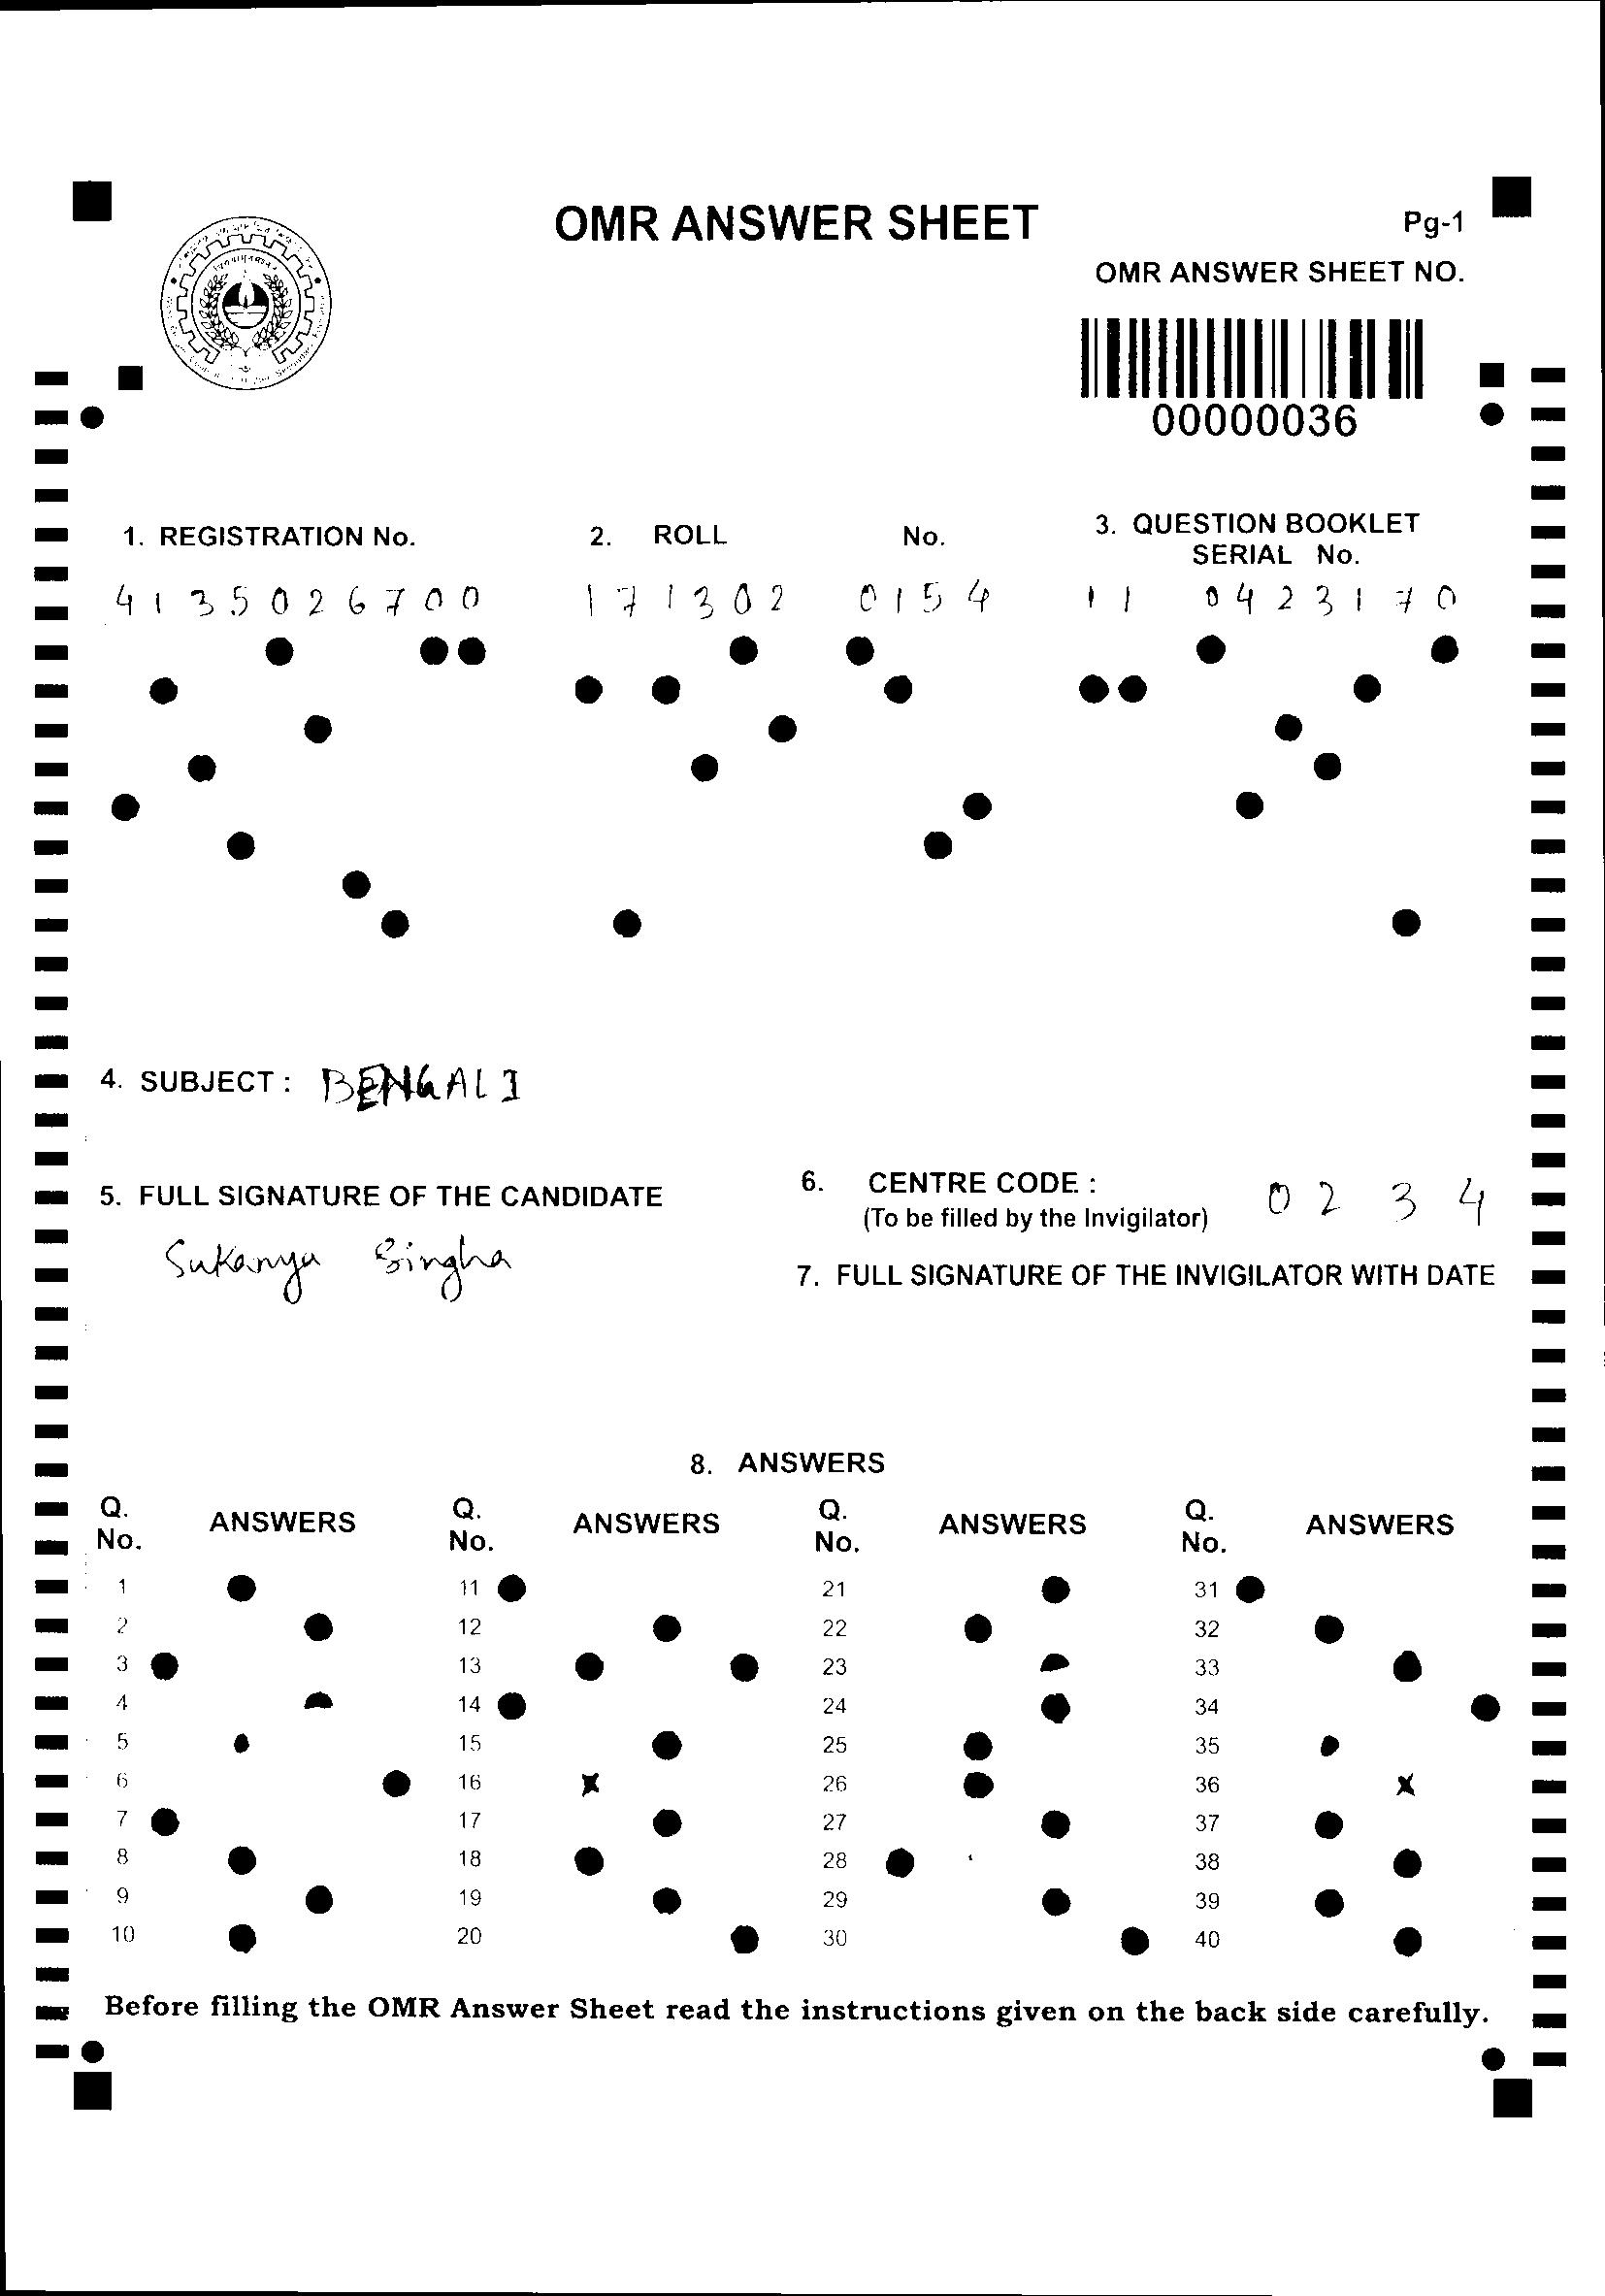 OMR ANSWER SHEET
Pg-1
OMR ANSWER SHEET NO.
00000036
1. REGISTRATION No.
2. ROLL No.
3. QUESTION BOOKLET
SERIAL No.
4135026700 171302 0154 11 0423170
4. SUBJECT : BENGALI
5. FULL SIGNATURE OF THE CANDIDATE
Sukanya Singha
6. CENTRE CODE : 0234
(To be filled by the Invigilator)
7. FULL SIGNATURE OF THE INVIGILATOR WITH DATE
8. ANSWERS
Q. No. ANSWERS Q. No. ANSWERS Q. No. ANSWERS Q. No. ANSWERS
1 11 21 31
2 12 22 32
3 13 23 33
4 14 24 34
5 15 25 35
6 16 26 36
7 17 27 37
8 18 28 38
9 19 29 39
10 20 30 40
Before filling the OMR Answer Sheet read the instructions given on the back side carefully.